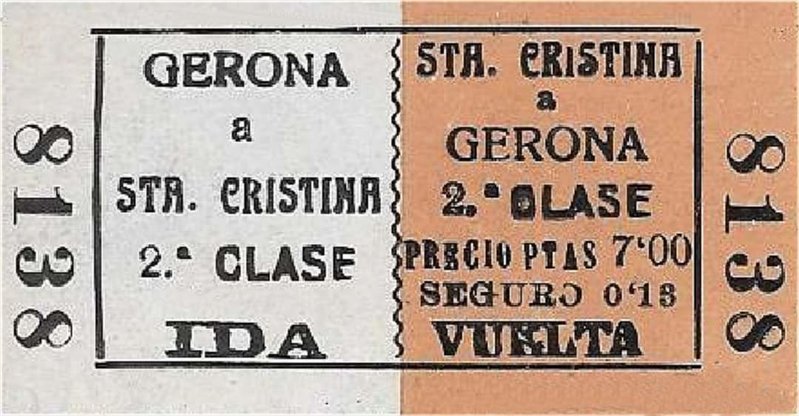 8138
GERONA
a
STA. CRISTINA
2.ª CLASE
IDA
STA. CRISTINA
a
GERONA
2.ª CLASE
PRECIO PTAS 7'00
SEGURO 0'13
VUELTA
8138